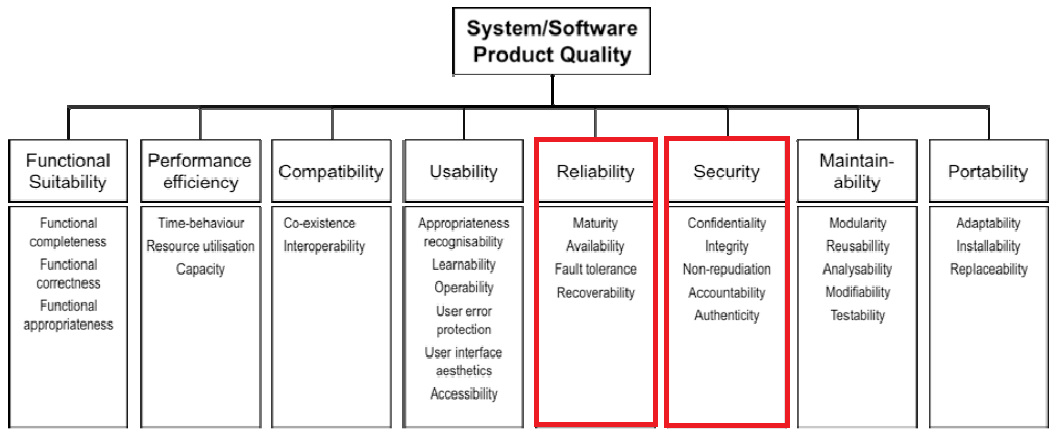 System/Software
Product Quality
Functional
Suitability
Performance
efficiency
Compatibility
Usability
Reliability
Security
Maintain-
ability
Portability
Functional
completeness
Functional
correctness
Functional
appropriateness
Time-behaviour
Resource utilisation
Capacity
Co-existence
Interoperability
Appropriateness
recognisability
Learnability
Operability
User error
protection
User interface
aesthetics
Accessibility
Maturity
Availability
Fault tolerance
Recoverability
Confidentiality
Integrity
Non-repudiation
Accountability
Authenticity
Modularity
Reusability
Analysability
Modifiability
Testability
Adaptability
Installability
Replaceability